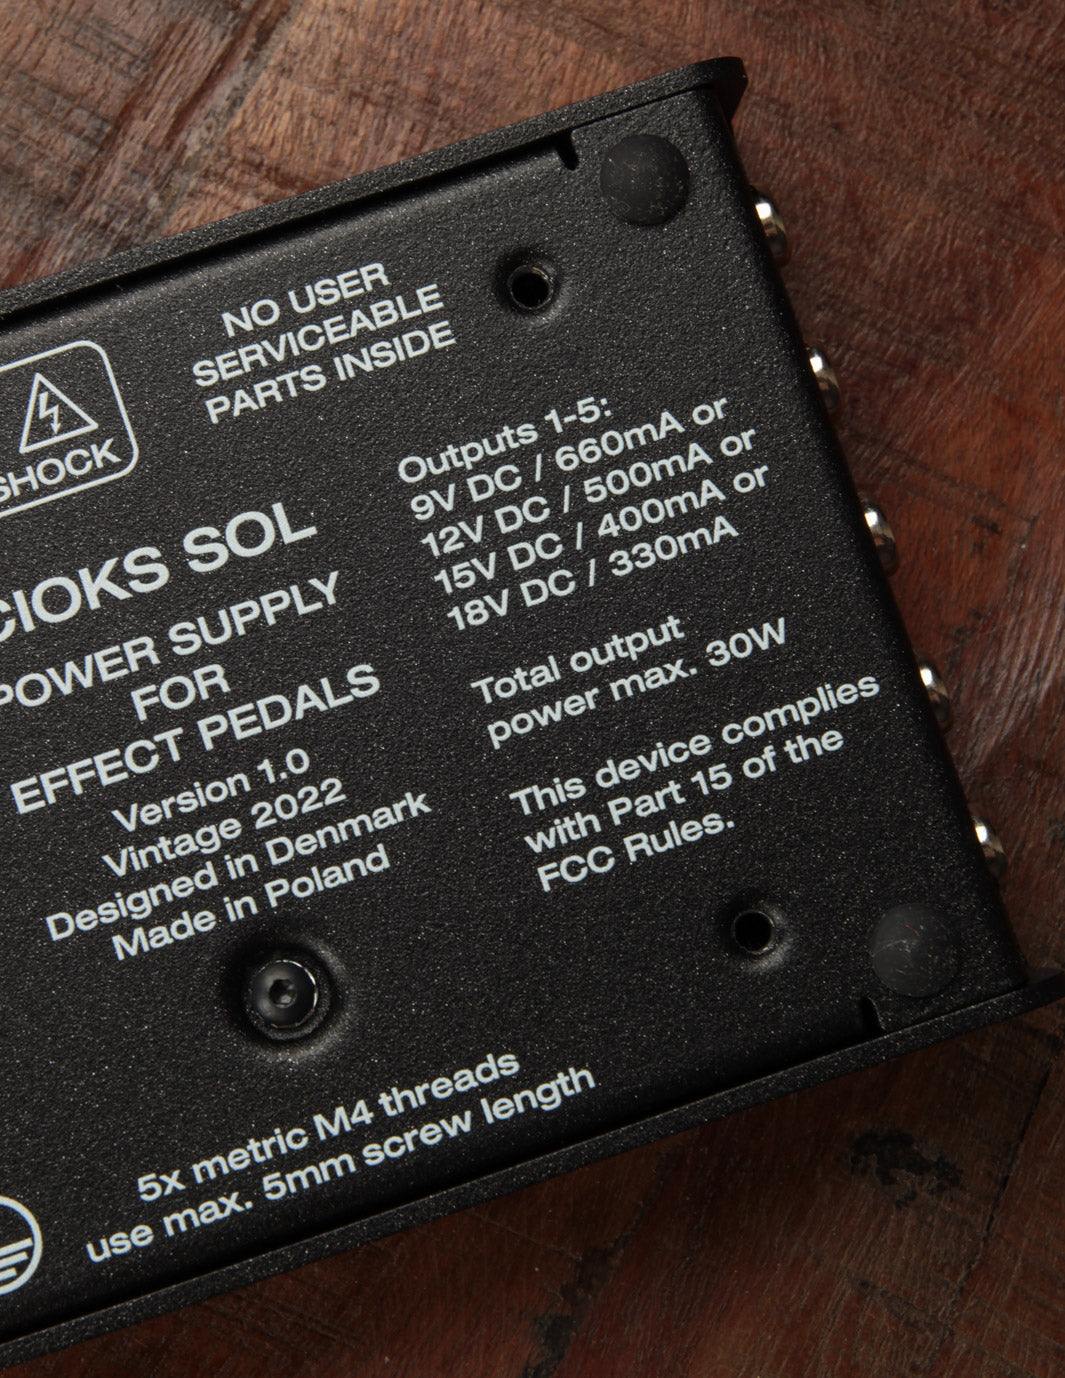 NO USER
SERVICEABLE
PARTS INSIDE
SHOCK
Outputs 1-5:
9V DC / 660mA or
12V DC / 500mA or
15V DC / 400mA or
18V DC / 330mA
CIOKS SOL
POWER SUPPLY
FOR
EFFECT PEDALS
Version 1.0
Vintage 2022
Designed in Denmark
Made in Poland
Total output
power max. 30W
This device complies
with Part 15 of the
FCC Rules.
5x metric M4 threads
use max. 5mm screw length